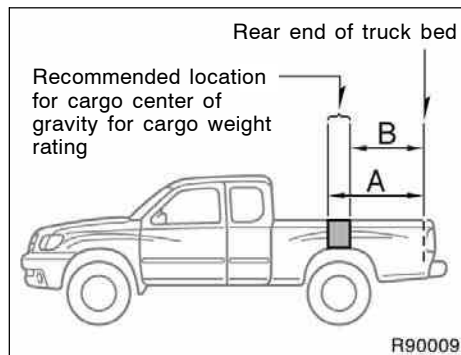 Rear end of truck bed
Recommended location
for cargo center of
gravity for cargo weight
rating
B
A
R90009